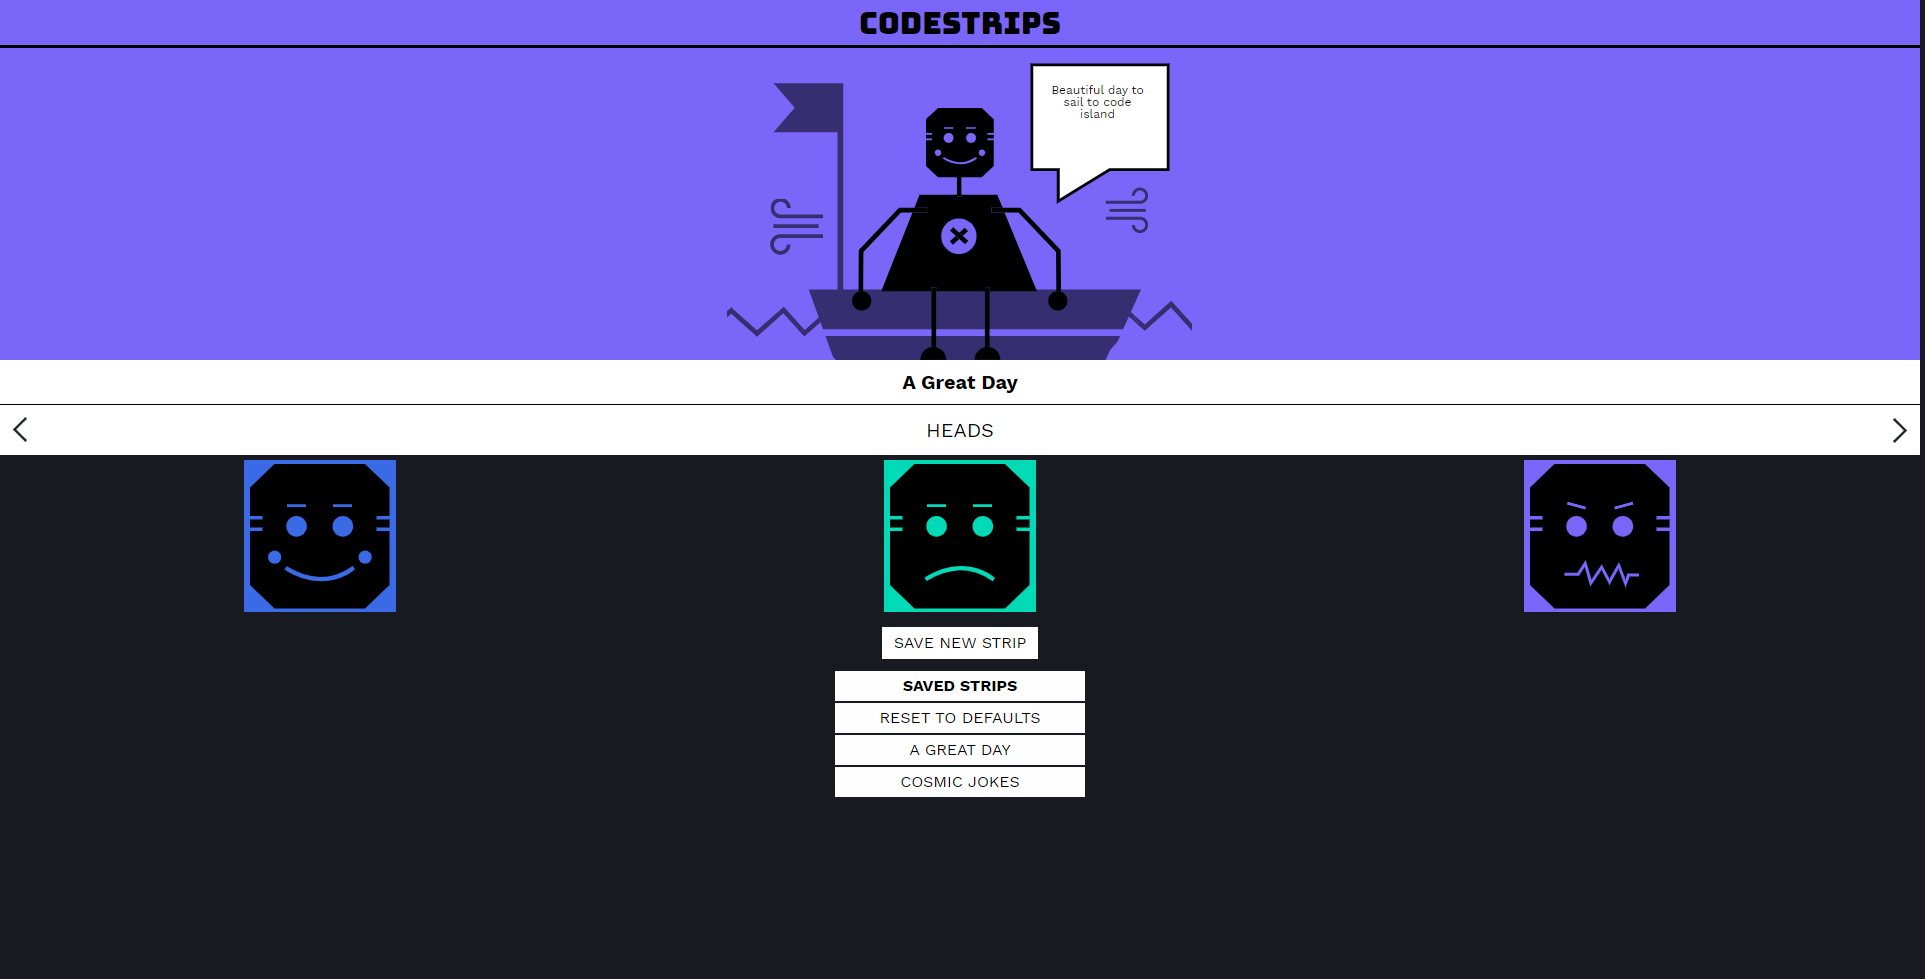 CODESTRIPS
Beautiful day to
sail to code
island
A Great Day
HEADS
SAVE NEW STRIP
SAVED STRIPS
RESET TO DEFAULTS
A GREAT DAY
COSMIC JOKES